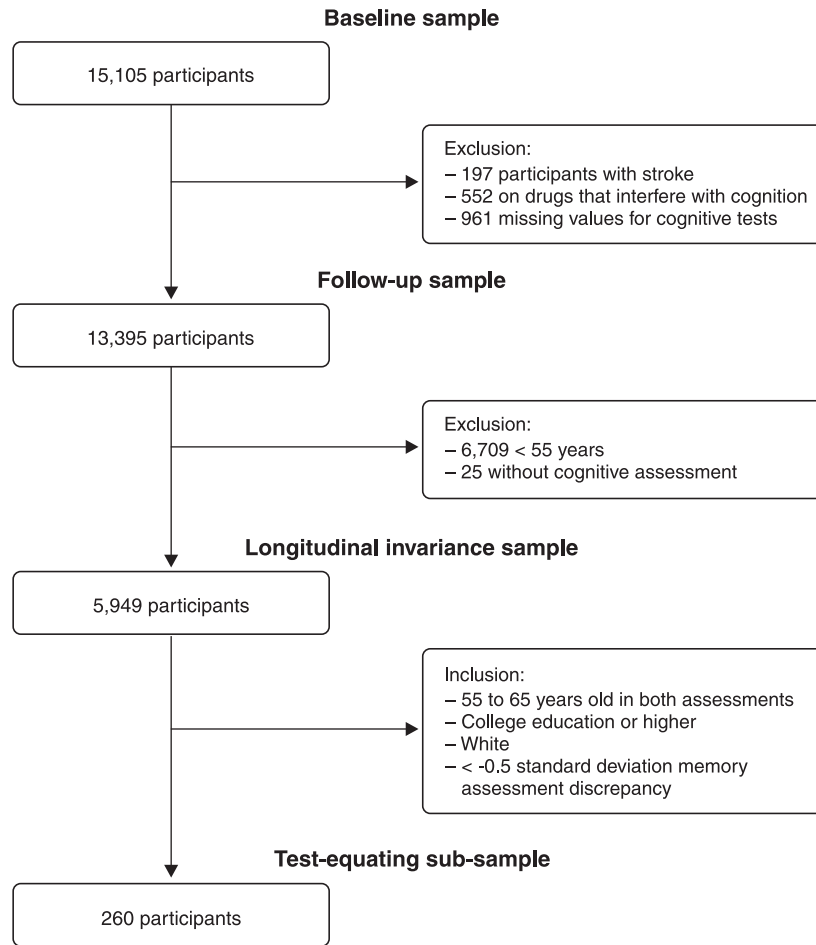 Baseline sample
15,105 participants
Exclusion:
– 197 participants with stroke
– 552 on drugs that interfere with cognition
– 961 missing values for cognitive tests
Follow-up sample
13,395 participants
Exclusion:
– 6,709 < 55 years
– 25 without cognitive assessment
Longitudinal invariance sample
5,949 participants
Inclusion:
– 55 to 65 years old in both assessments
– College education or higher
– White
– < -0.5 standard deviation memory
assessment discrepancy
Test-equating sub-sample
260 participants